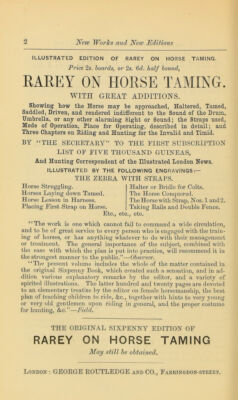 2 New Works and New Editions
ILLUSTRATED EDITION OF RAREY ON HORSE TAMING.
Price 2s. boards, or 2s. 6d. half bound,
RAREY ON HORSE TAMING.
WITH GREAT ADDITIONS.
Showing how the Horse may be approached, Haltered, Tamed,
Saddled, Driven, and rendered indifferent to the Sound of the Drum,
Umbrella, or any other alarming Sight or Sound; the Straps used,
Mode of Operation, Place for Operating, described in detail; and
Three Chapters on Riding and Hunting for the Invalid and Timid.
BY "THE SECRETARY" TO THE FIRST SUBSCRIPTION
LIST OF FIVE THOUSAND GUINEAS,
And Hunting Correspondent of the Illustrated London News.
ILLUSTRATED BY THE FOLLOWING ENGRAVINGS:—
THE ZEBRA WITH STRAPS.
Horse Struggling.
Horses Laying down Tamed.
Horse Lesson in Harness.
Placing First Strap on Horse.
Halter or Bridle for Colts.
The Horse Conquered.
The Horse with Strap, Nos. 1 and 2.
Taking Rails and Double Fence.
Etc., etc., etc.
"The work is one which cannot fail to command a wide circulation,
and to be of great service to every person who is engaged with the train-
ing of horses, or has anything whatever to do with their management
or treatment. The general importance of the subject, combined with
the ease with which the plan is put into practice, will recommend it in
the strongest manner to the public."—Observer.
"The present volume includes the whole of the matter contained in
the original Sixpenny Book, which created such a sensation, and in ad-
dition various explanatory remarks by the editor, and a variety of
spirited illustrations. The latter hundred and twenty pages are devoted
to an elementary treatise by the editor on female horsemanship, the best
plan of teaching children to ride, &c., together with hints to very young
or very old gentlemen upon riding in general, and the proper costume
for hunting, &c."—Field.
THE ORIGINAL SIXPENNY EDITION OF
RAREY ON HORSE TAMING
May still be obtained.
LONDON: GEORGE ROUTLEDGE AND CO., FARRINGDON-STREET.